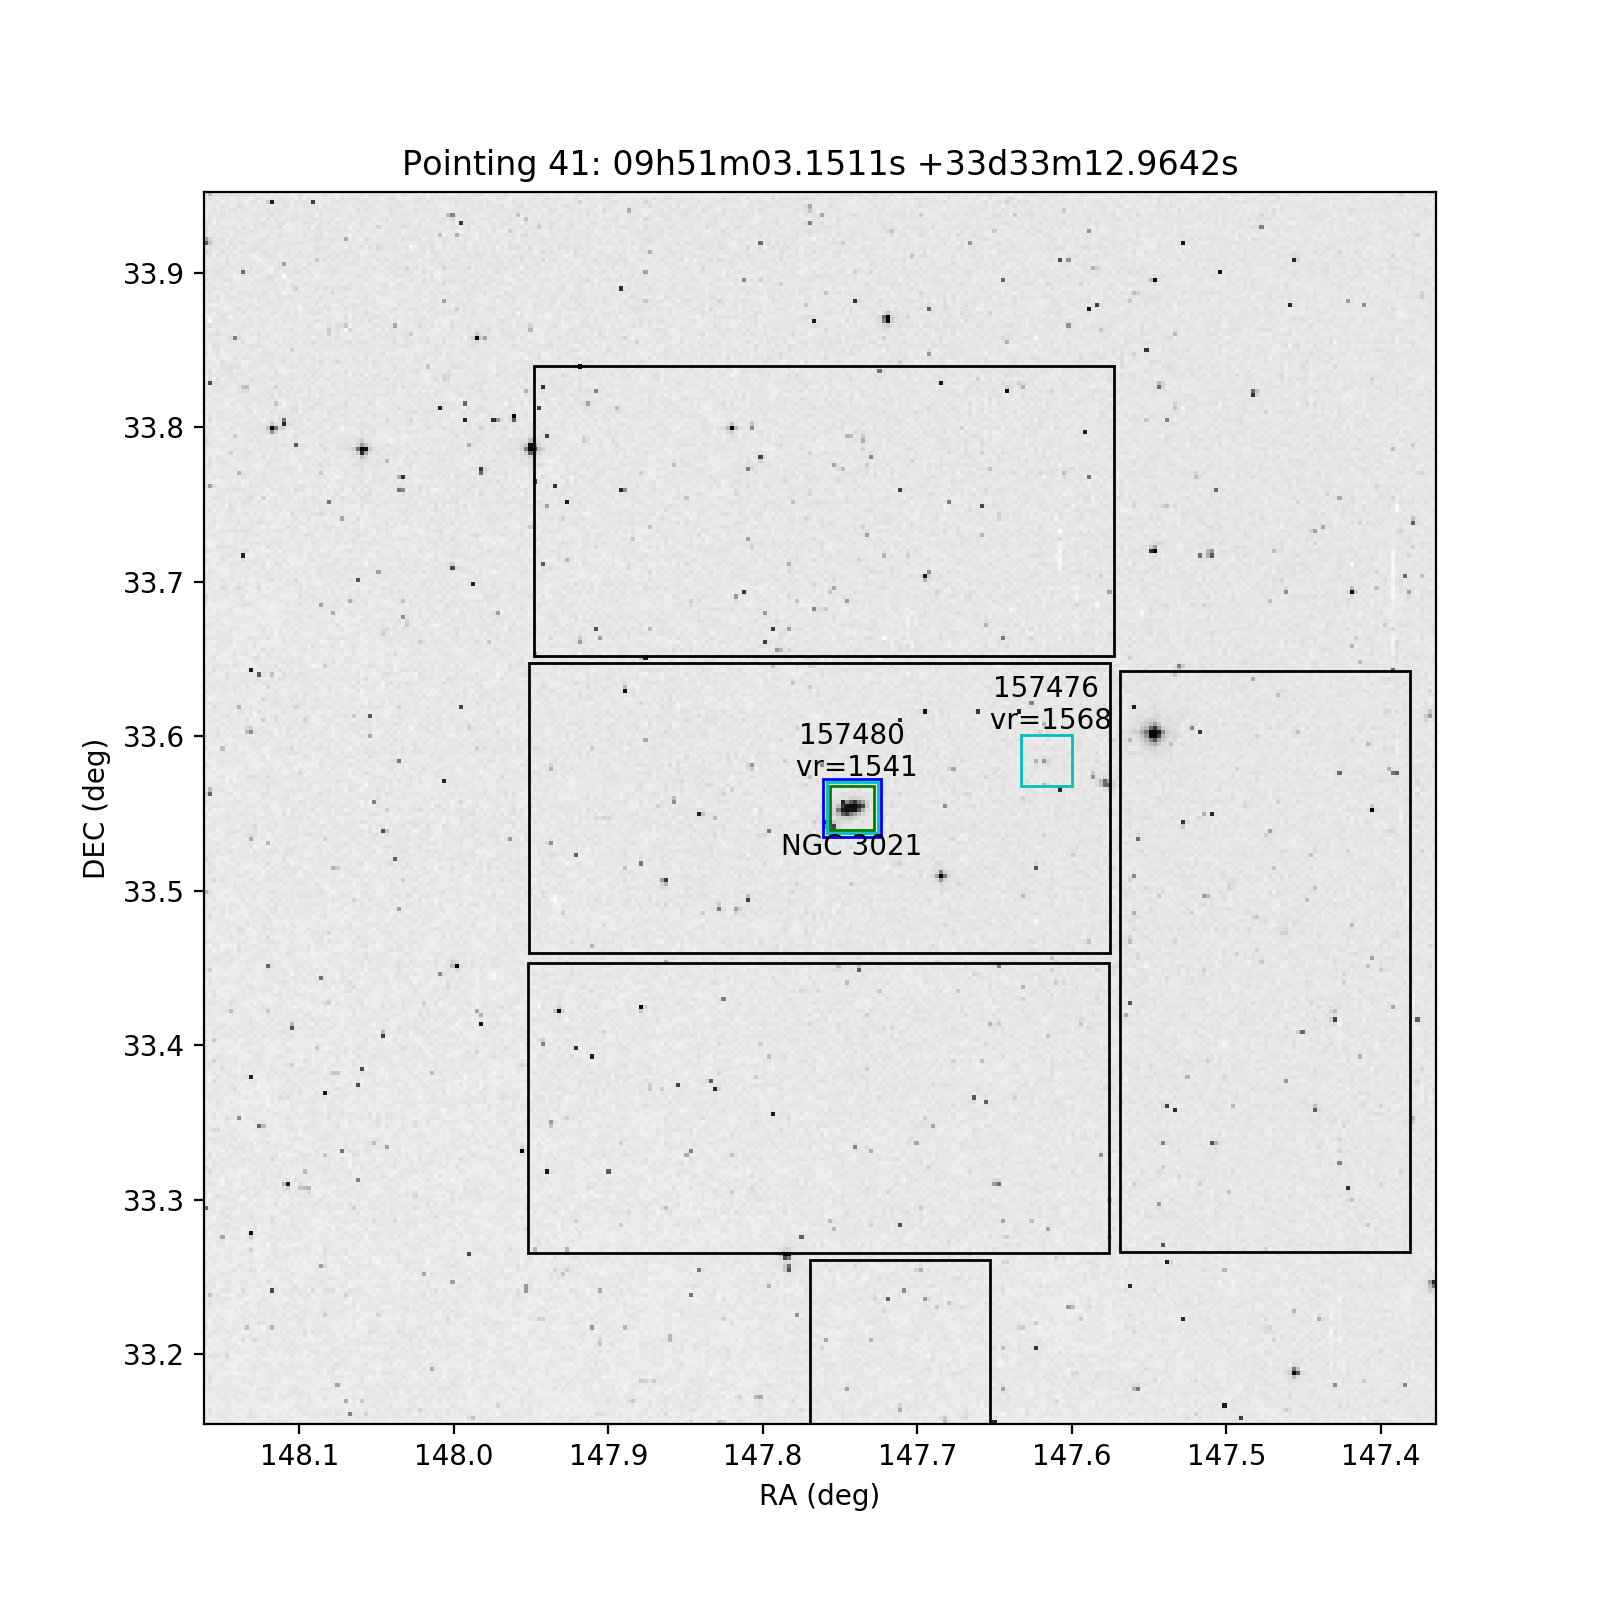 Pointing 41: 09h51m03.1511s +33d33m12.9642s
33.9
33.8
33.7
33.6
33.5
33.4
33.3
33.2
DEC (deg)
157476
vr=1568
157480
vr=1541
NGC 3021
148.1 148.0 147.9 147.8 147.7 147.6 147.5 147.4
RA (deg)